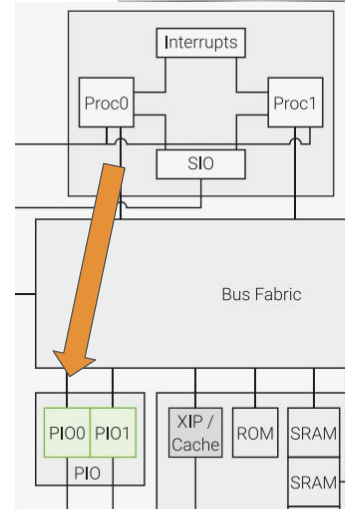 Interrupts
Proc0
Proc1
SIO
Bus Fabric
PIO0
PIO1
PIO
XIP /
Cache
ROM
SRAM
SRAM